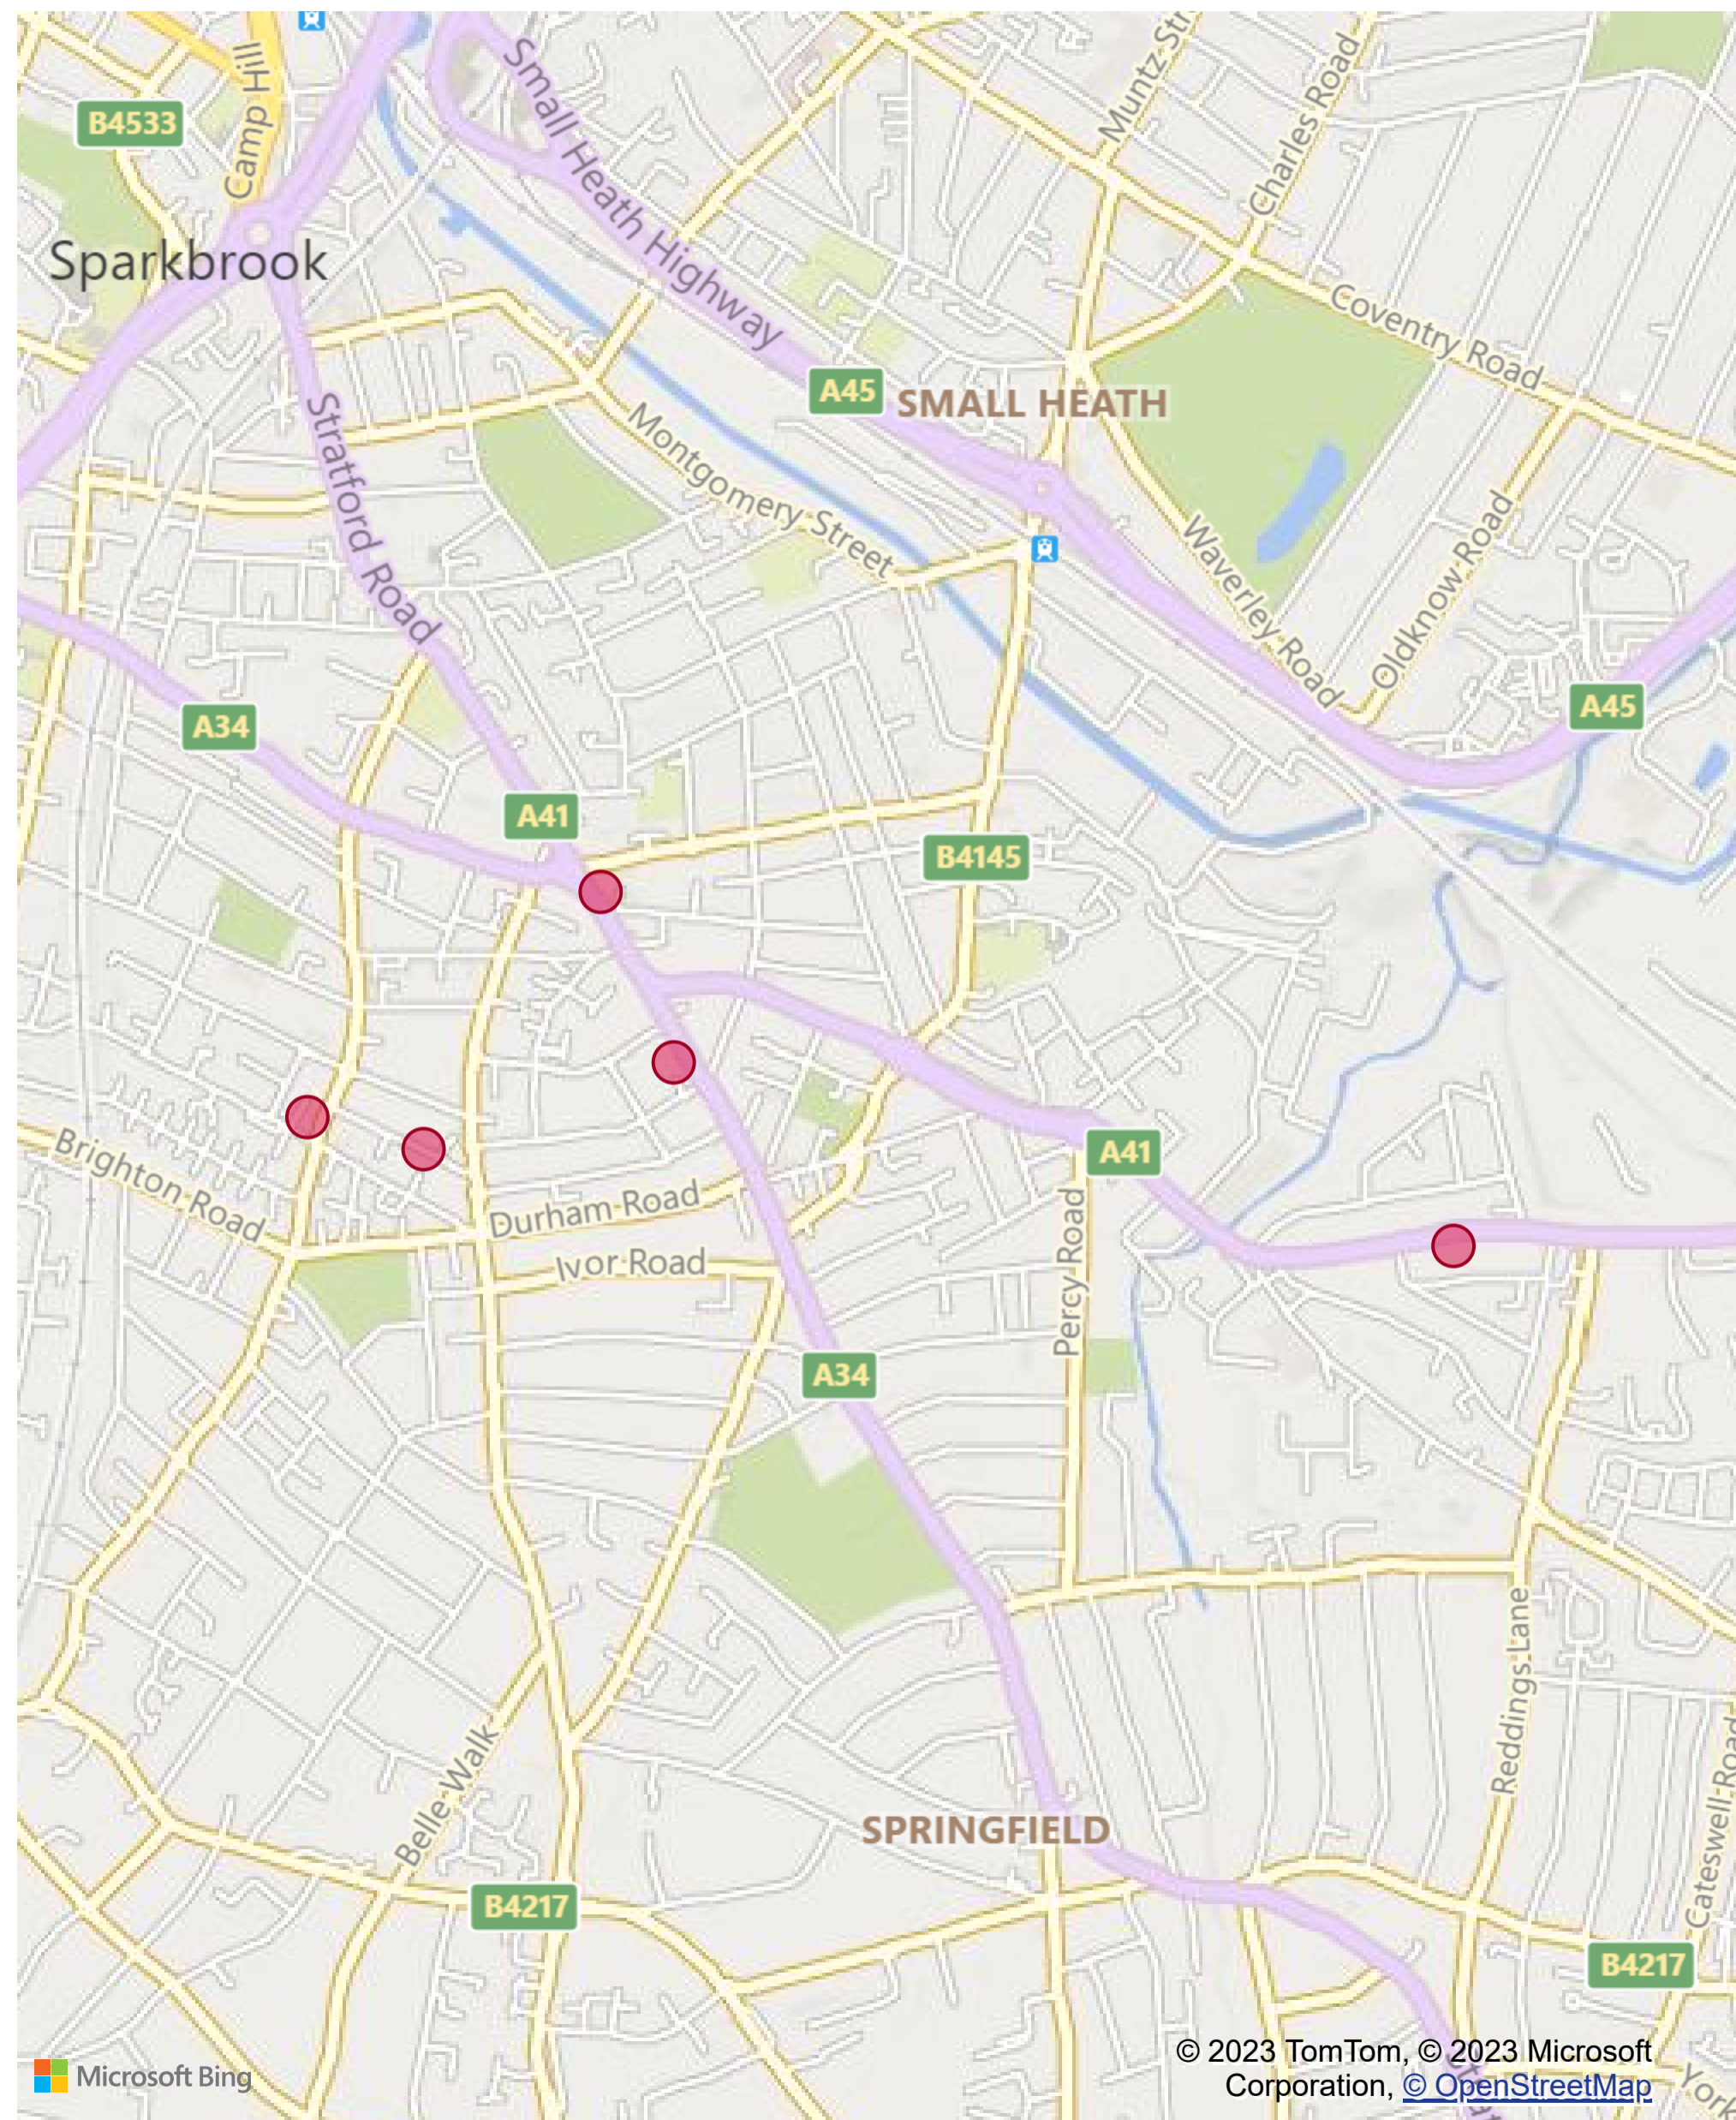 Camp Hill
Small Heath Highway
Muntz Str
Charles Road
B4533
Sparkbrook
Coventry Road
A45
SMALL HEATH
Stratford Road
Montgomery Street
Waverley Road
Oldknow Road
A34
A45
A41
B4145
Brighton Road
Durham Road
A41
Percy Road
Ivor Road
A34
Reddings Lane
Belle Walk
Cateswell Road
SPRINGFIELD
B4217
B4217
© 2023 TomTom, © 2023 Microsoft
Corporation, © OpenStreetMap
Microsoft Bing